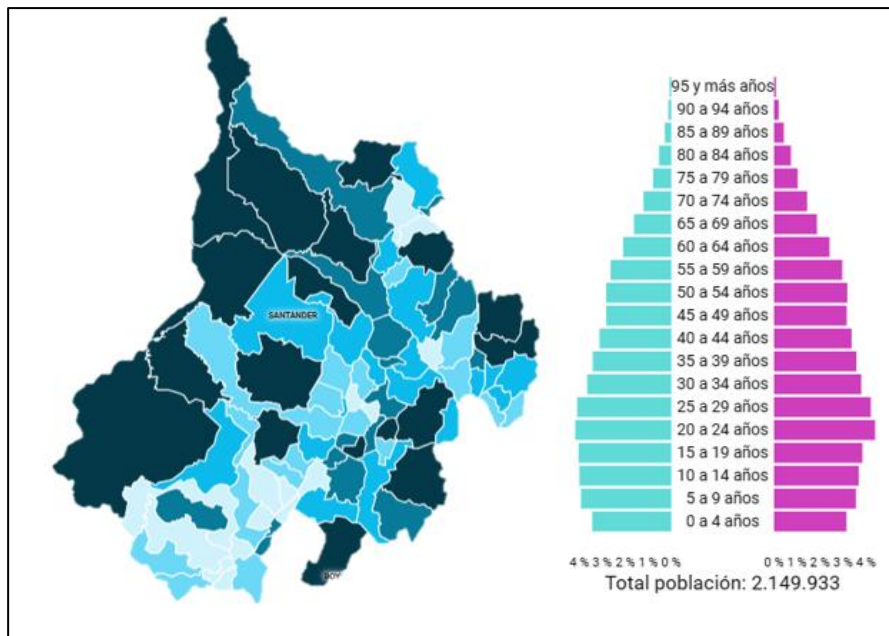 SANTANDER
BOY
95 y más años
90 a 94 años
85 a 89 años
80 a 84 años
75 a 79 años
70 a 74 años
65 a 69 años
60 a 64 años
55 a 59 años
50 a 54 años
45 a 49 años
40 a 44 años
35 a 39 años
30 a 34 años
25 a 29 años
20 a 24 años
15 a 19 años
10 a 14 años
5 a 9 años
0 a 4 años
4 % 3 % 2 % 1 % 0 % 0 % 1 % 2 % 3 % 4 %
Total población: 2.149.933